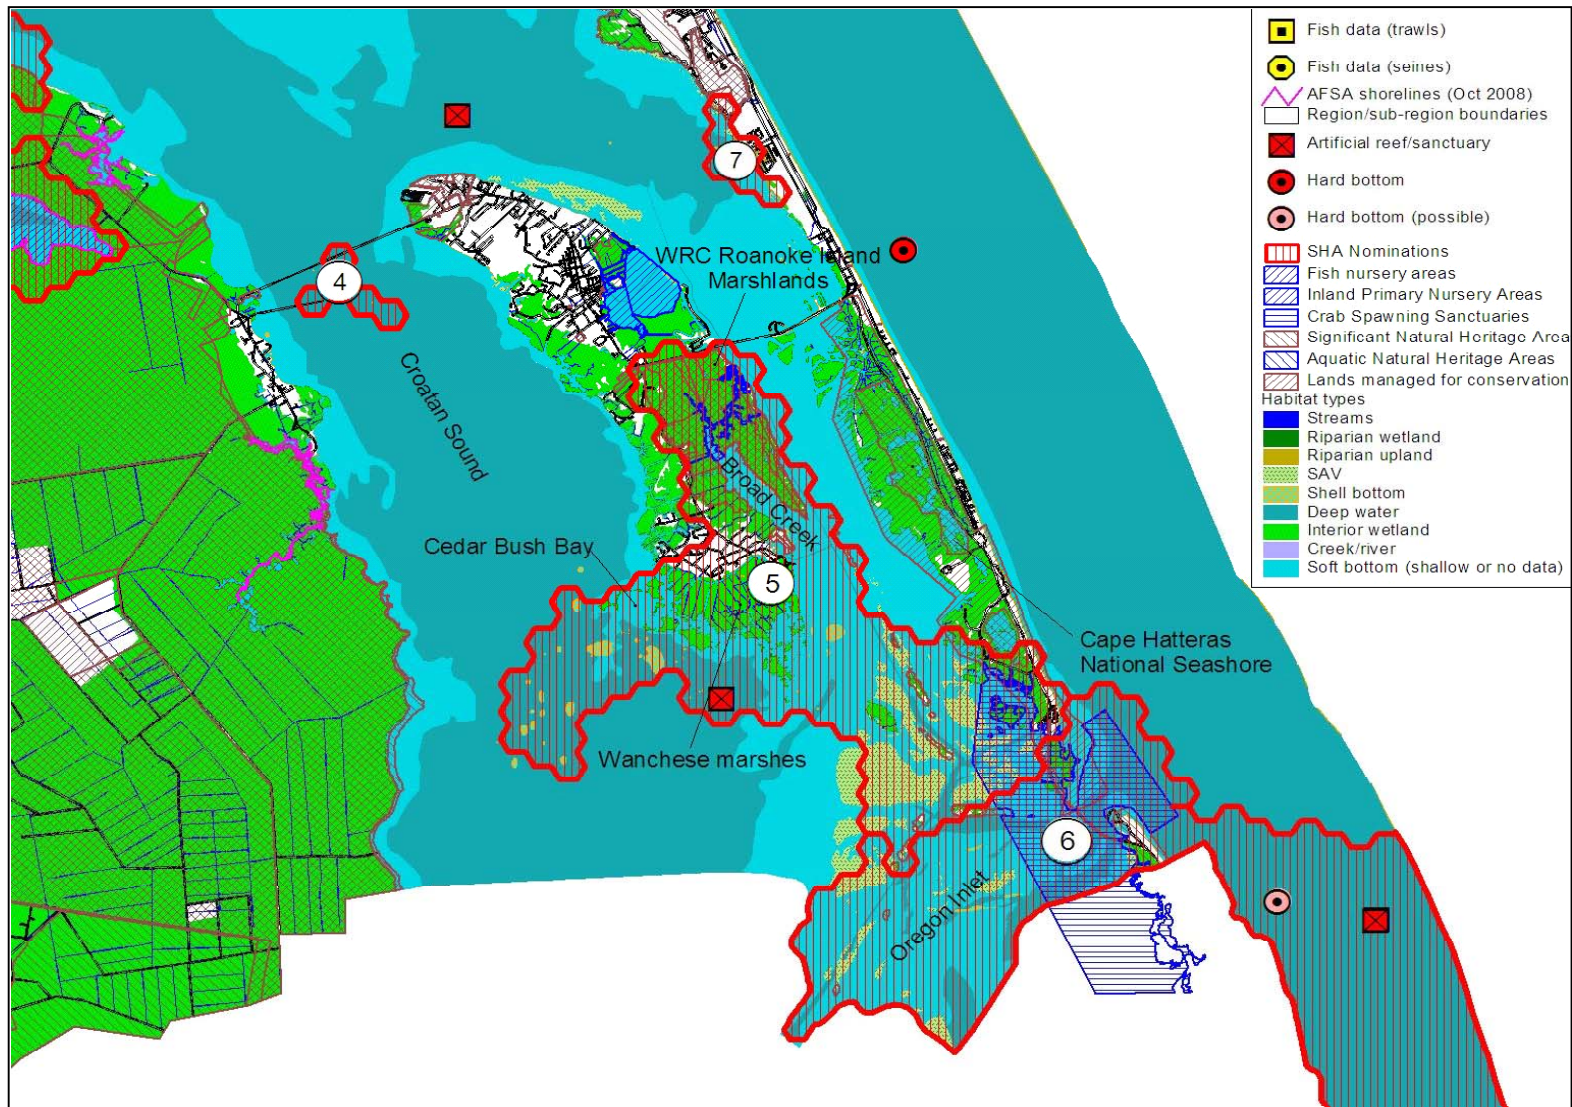 Fish data (trawls)
Fish data (seines)
AFSA shorelines (Oct 2008)
Region/sub-region boundaries
Artificial reef/sanctuary
Hard bottom
Hard bottom (possible)
SHA Nominations
Fish nursery areas
Inland Primary Nursery Areas
Crab Spawning Sanctuaries
Significant Natural Heritage Area
Aquatic Natural Heritage Areas
Lands managed for conservation
Habitat types
Streams
Riparian wetland
Riparian upland
SAV
Shell bottom
Deep water
Interior wetland
Creek/river
Soft bottom (shallow or no data)
7
WRC Roanoke Island
Marshlands
4
Croatan Sound
Broad Creek
Cedar Bush Bay
5
Cape Hatteras
National Seashore
Wanchese marshes
6
Oregon Inlet